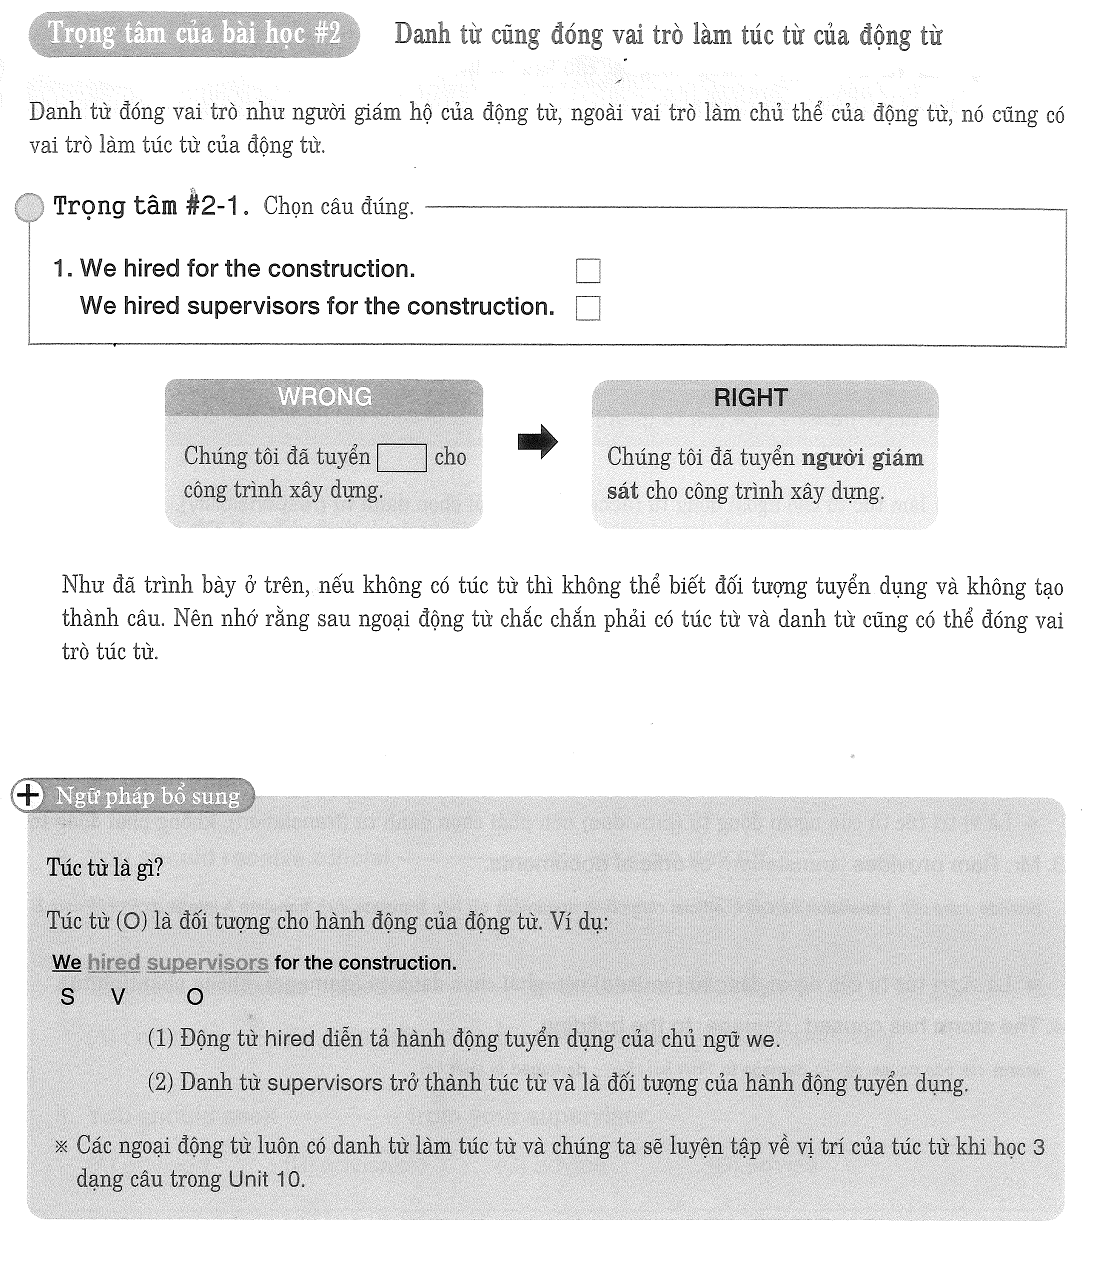 Trọng tâm của bài học #2 Danh từ cũng đóng vai trò làm túc từ của động từ
Danh từ đóng vai trò như người giám hộ của động từ, ngoài vai trò làm chủ thể của động từ, nó cũng có
vai trò làm túc từ của động từ.
Trọng tâm #2-1. Chọn câu đúng.
1. We hired for the construction.
We hired supervisors for the construction.
WRONG
Chúng tôi đã tuyển cho
công trình xây dựng.
RIGHT
Chúng tôi đã tuyển người giám
sát cho công trình xây dựng.
Như đã trình bày ở trên, nếu không có túc từ thì không thể biết đối tượng tuyển dụng và không tạo
thành câu. Nên nhớ rằng sau ngoại động từ chắc chắn phải có túc từ và danh từ cũng có thể đóng vai
trò túc từ.
+ Ngữ pháp bổ sung
Túc từ là gì?
Túc từ (O) là đối tượng cho hành động của động từ. Ví dụ:
We hired supervisors for the construction.
S V O
(1) Động từ hired diễn tả hành động tuyển dụng của chủ ngữ we.
(2) Danh từ supervisors trở thành túc từ và là đối tượng của hành động tuyển dụng.
※ Các ngoại động từ luôn có danh từ làm túc từ và chúng ta sẽ luyện tập về vị trí của túc từ khi học 3
dạng câu trong Unit 10.